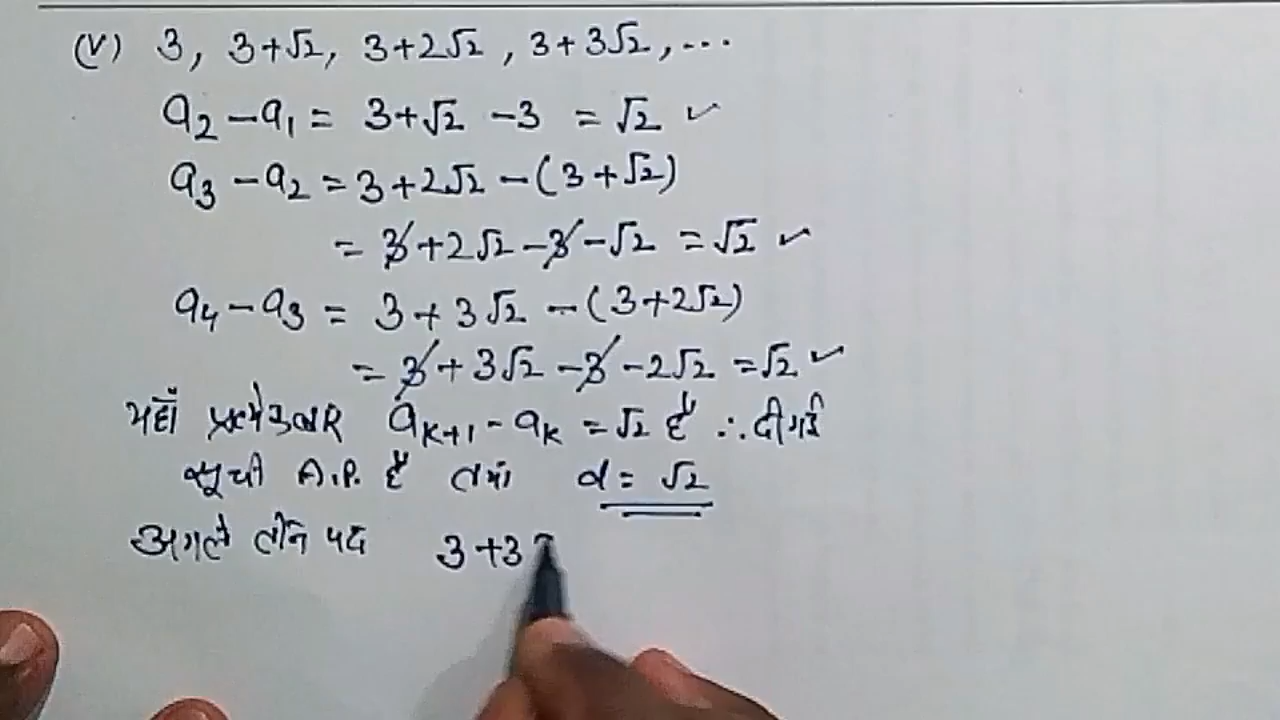 (v) 3, 3+√2, 3+2√2, 3+3√2, ...
a₂ - a₁ = 3+√2 - 3 = √2 ✓
a₃ - a₂ = 3+2√2 - (3+√2)
= 3+2√2 - 3 - √2 = √2 ✓
a₄ - a₃ = 3+3√2 - (3+2√2)
= 3+3√2 - 3 - 2√2 = √2 ✓
यहाँ प्रत्येक बार aₖ₊₁ - aₖ = √2 है ∴ दी गई
सूची A.P. है तथा d = √2
अगले तीन पद 3+3